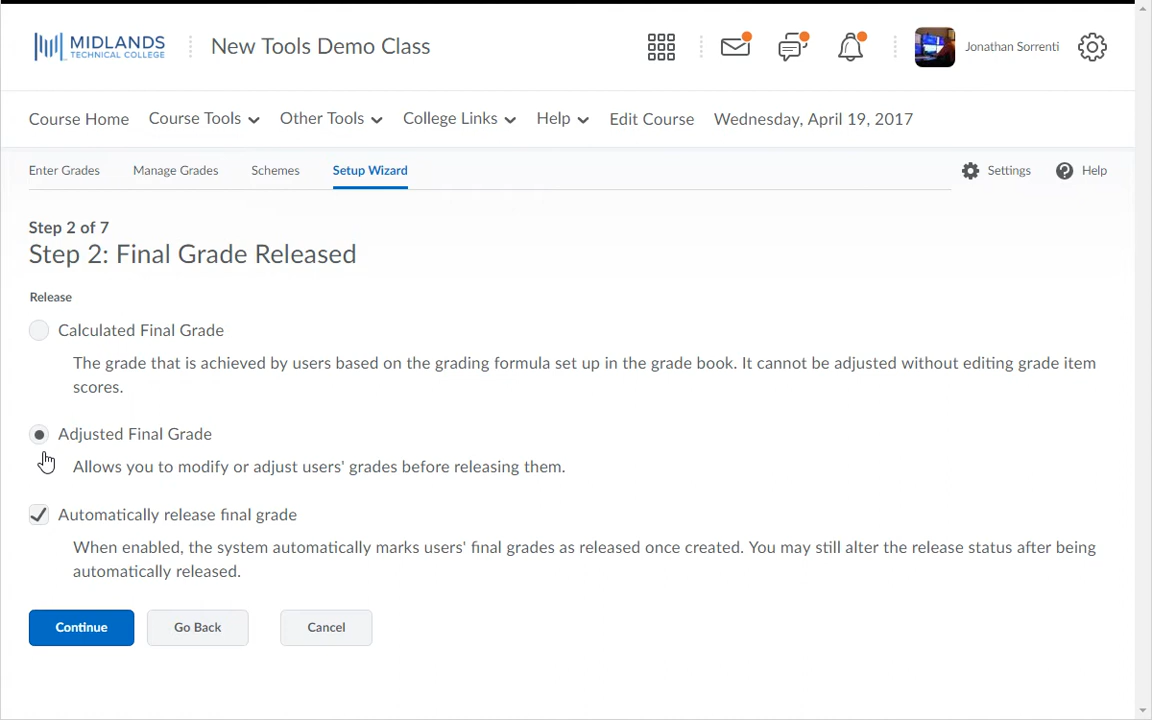 MIDLANDS
TECHNICAL COLLEGE
New Tools Demo Class
Jonathan Sorrenti
Course Home Course Tools Other Tools College Links Help Edit Course Wednesday, April 19, 2017
Enter Grades Manage Grades Schemes Setup Wizard Settings Help
Step 2 of 7
Step 2: Final Grade Released
Release
Calculated Final Grade
The grade that is achieved by users based on the grading formula set up in the grade book. It cannot be adjusted without editing grade item
scores.
Adjusted Final Grade
Allows you to modify or adjust users' grades before releasing them.
Automatically release final grade
When enabled, the system automatically marks users' final grades as released once created. You may still alter the release status after being
automatically released.
Continue Go Back Cancel